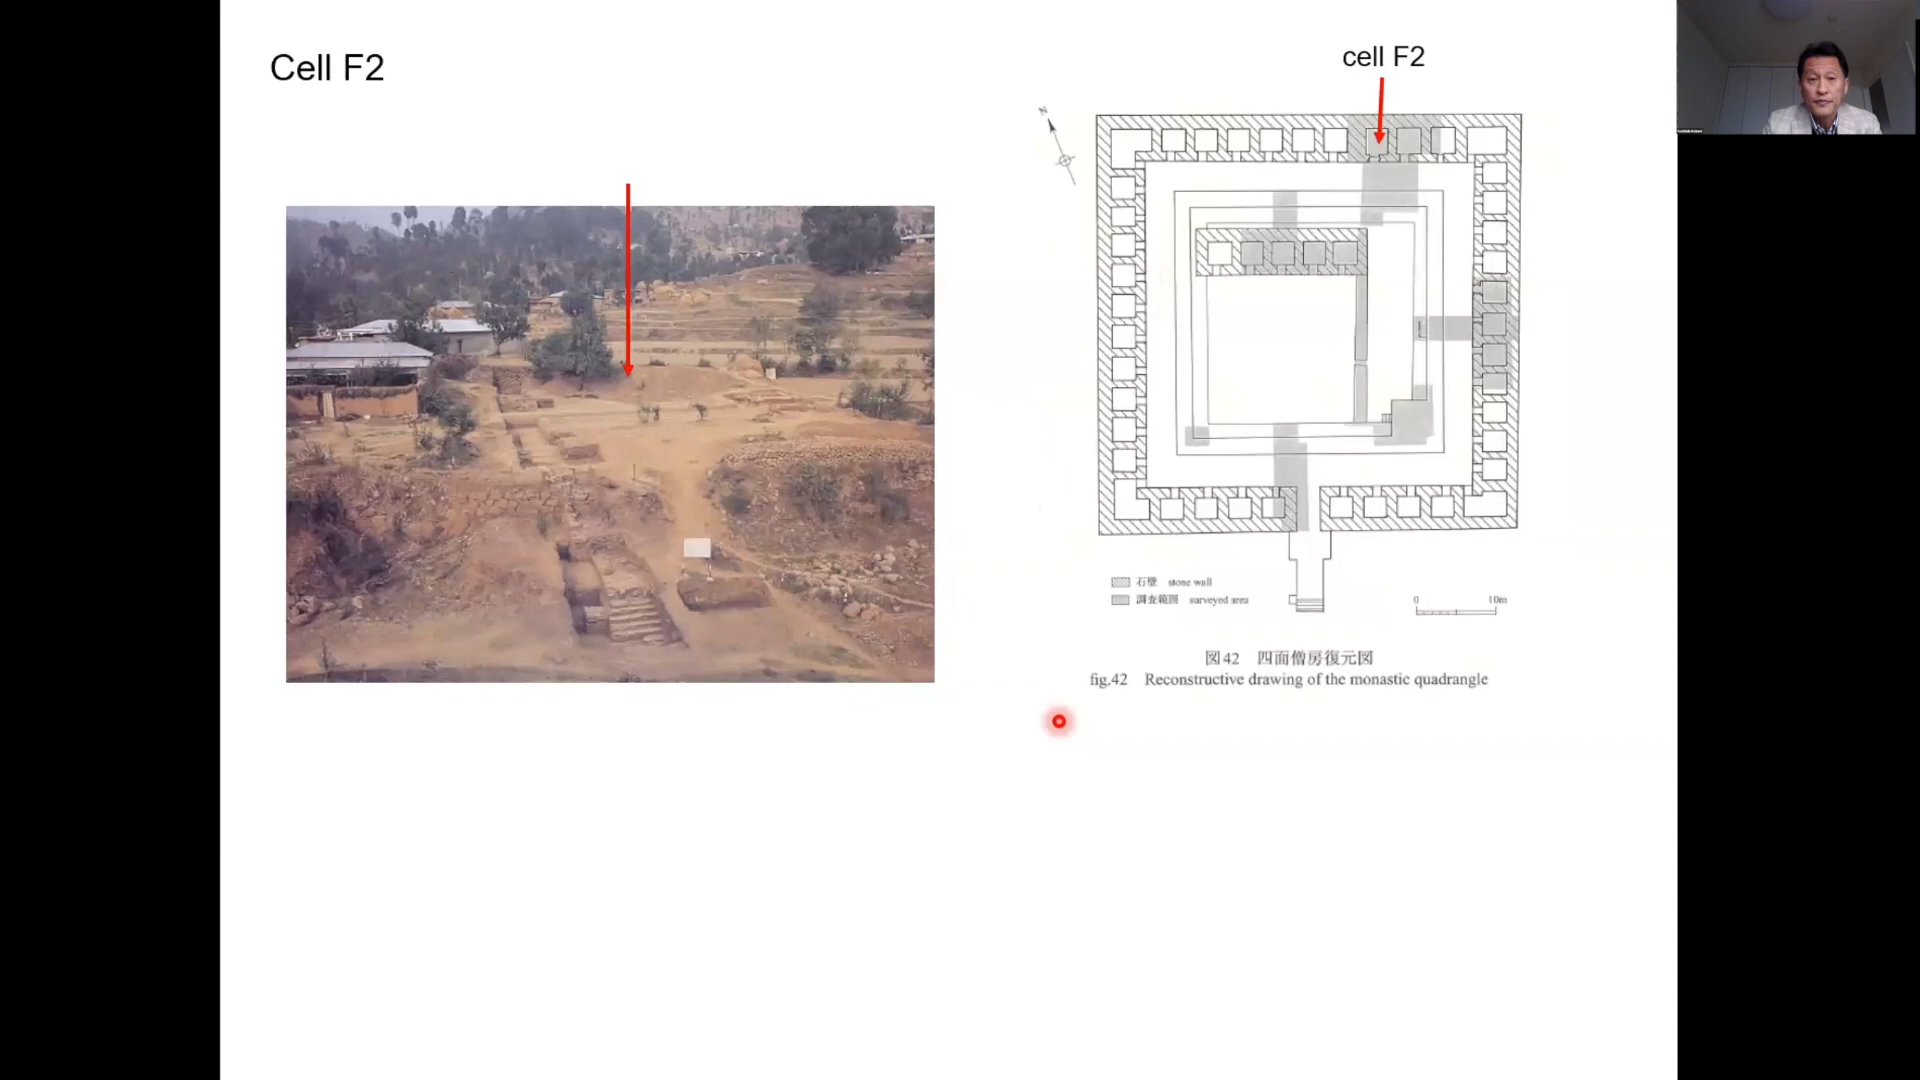 Cell F2
cell F2
N
石壁 stone wall
調査範囲 surveyed area
0 10m
図42 四面僧房復元図
fig.42 Reconstructive drawing of the monastic quadrangle